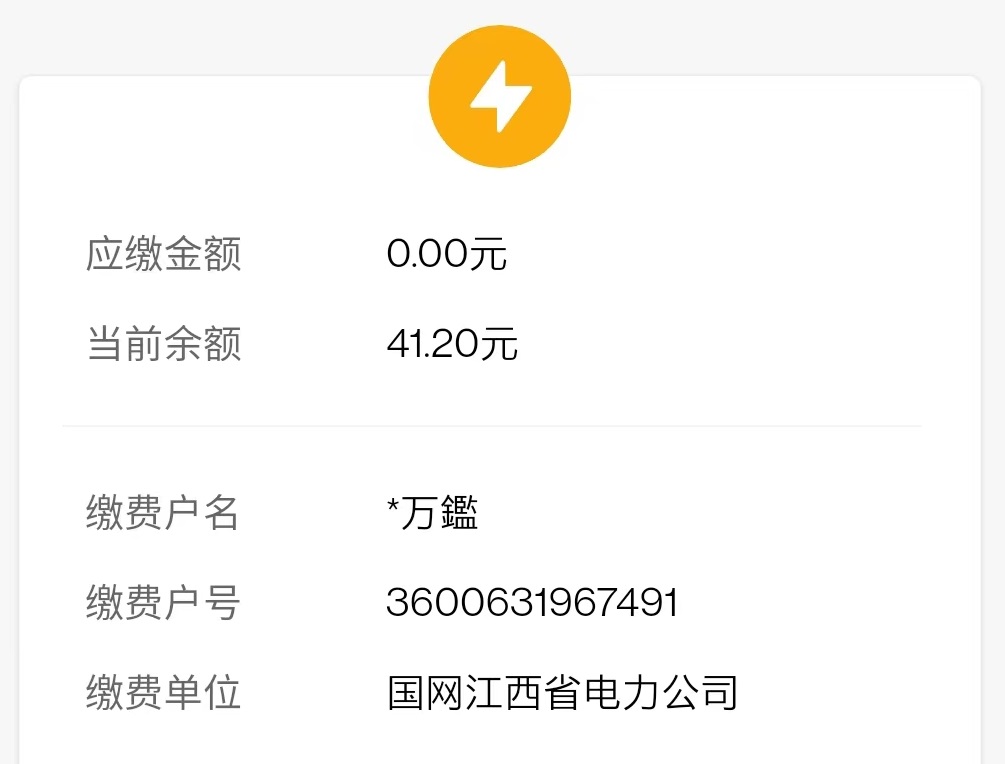 应缴金额 0.00元
当前余额 41.20元
缴费户名 *万鑑
缴费户号 3600631967491
缴费单位 国网江西省电力公司